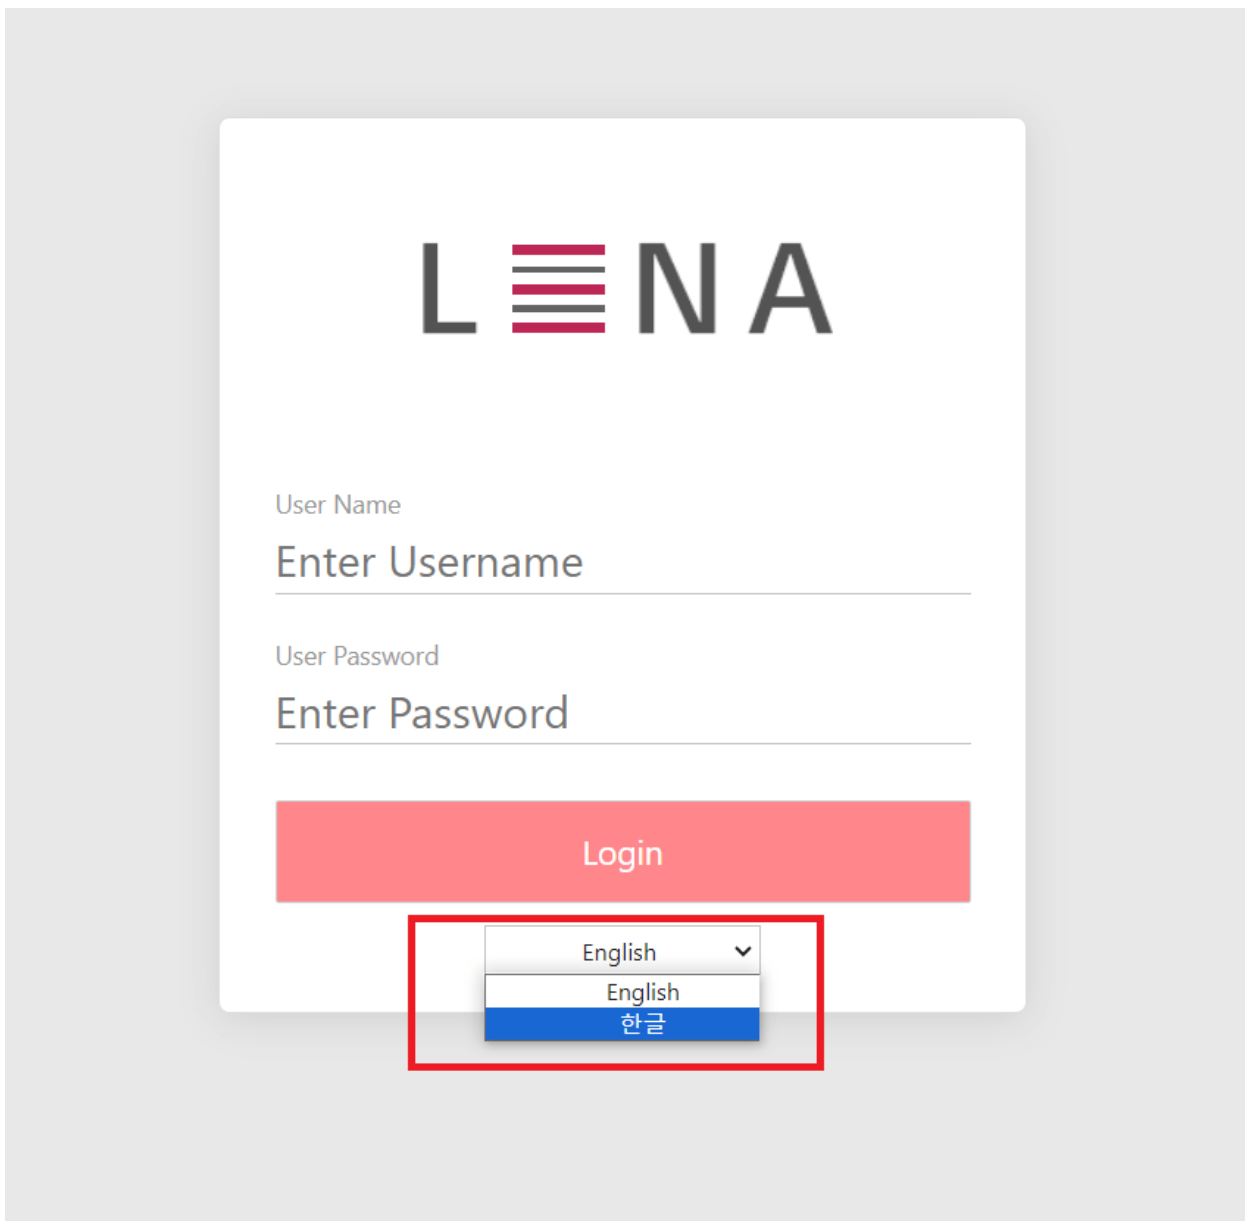 LENA
User Name
Enter Username
User Password
Enter Password
Login
English
English
한글